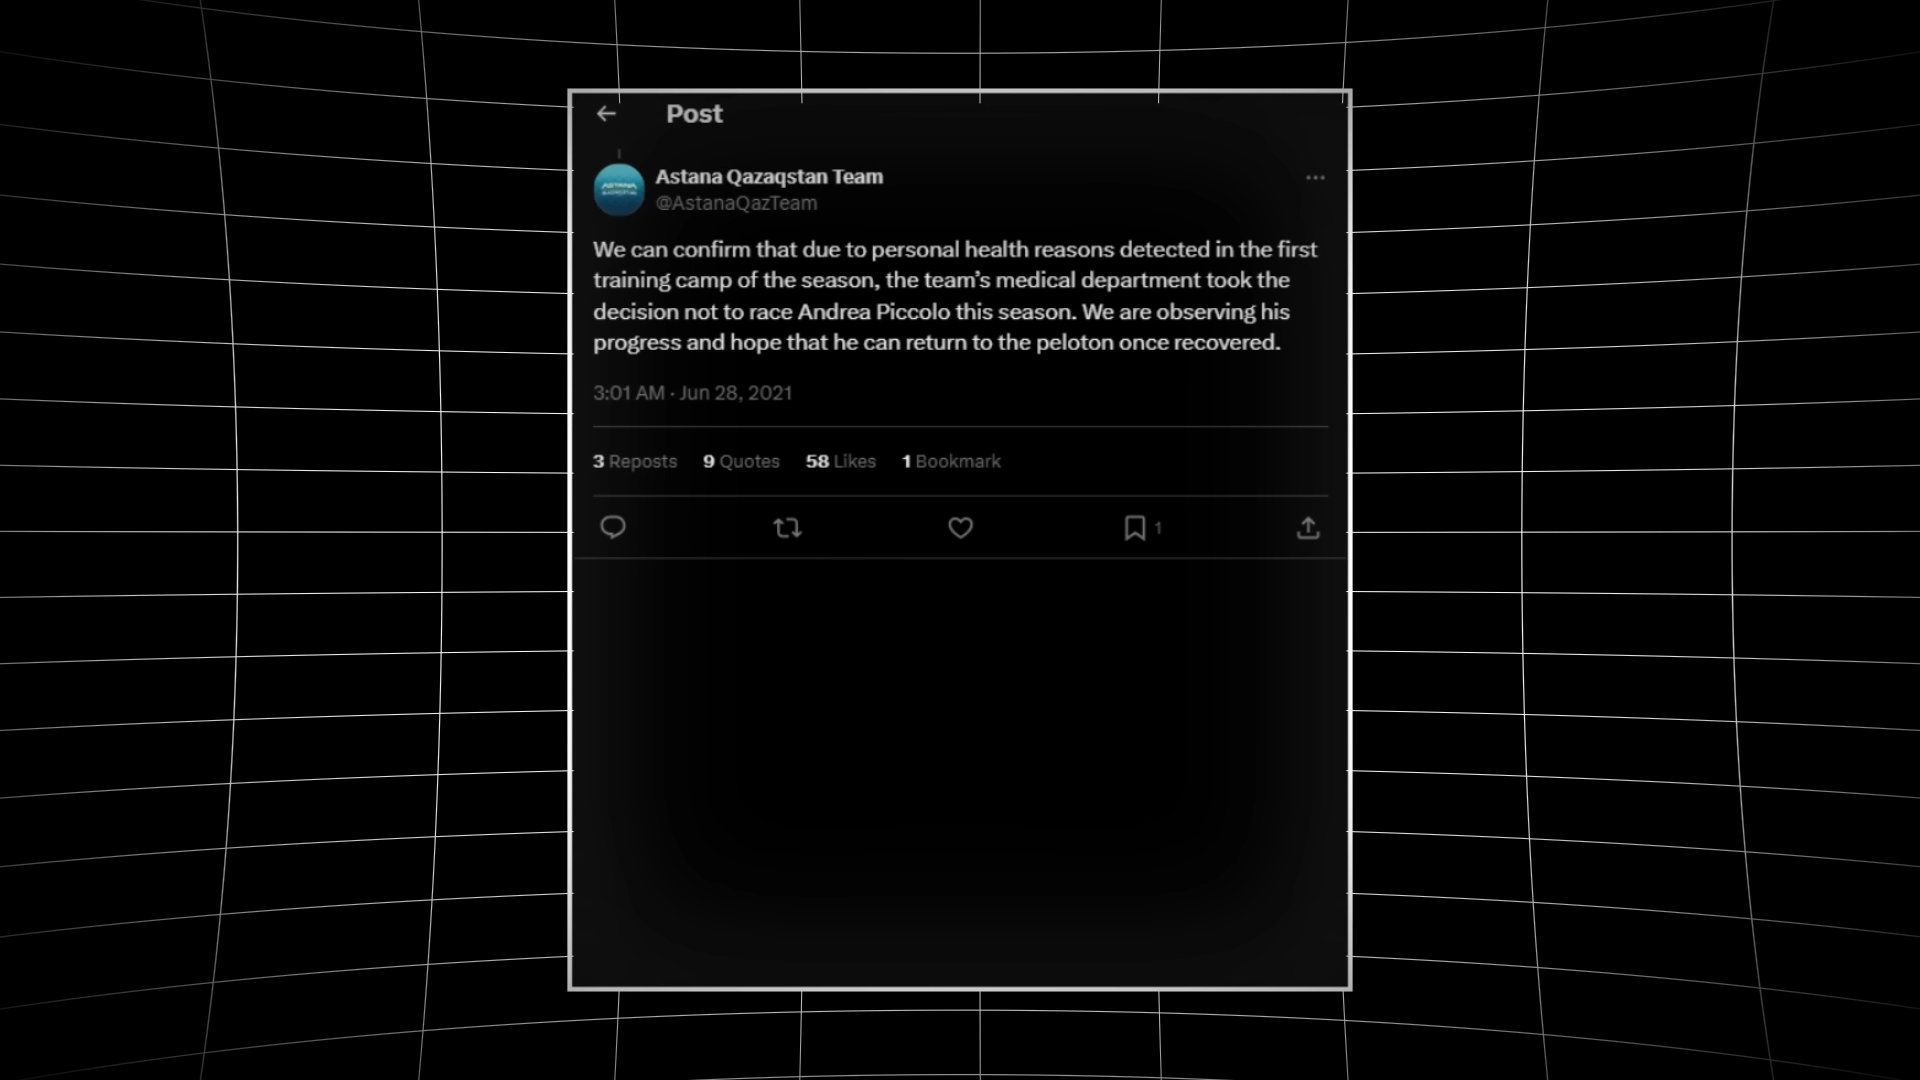 Post
Astana Qazaqstan Team
@AstanaQazTeam
We can confirm that due to personal health reasons detected in the first
training camp of the season, the team’s medical department took the
decision not to race Andrea Piccolo this season. We are observing his
progress and hope that he can return to the peloton once recovered.
3:01 AM · Jun 28, 2021
3 Reposts 9 Quotes 58 Likes 1 Bookmark
1